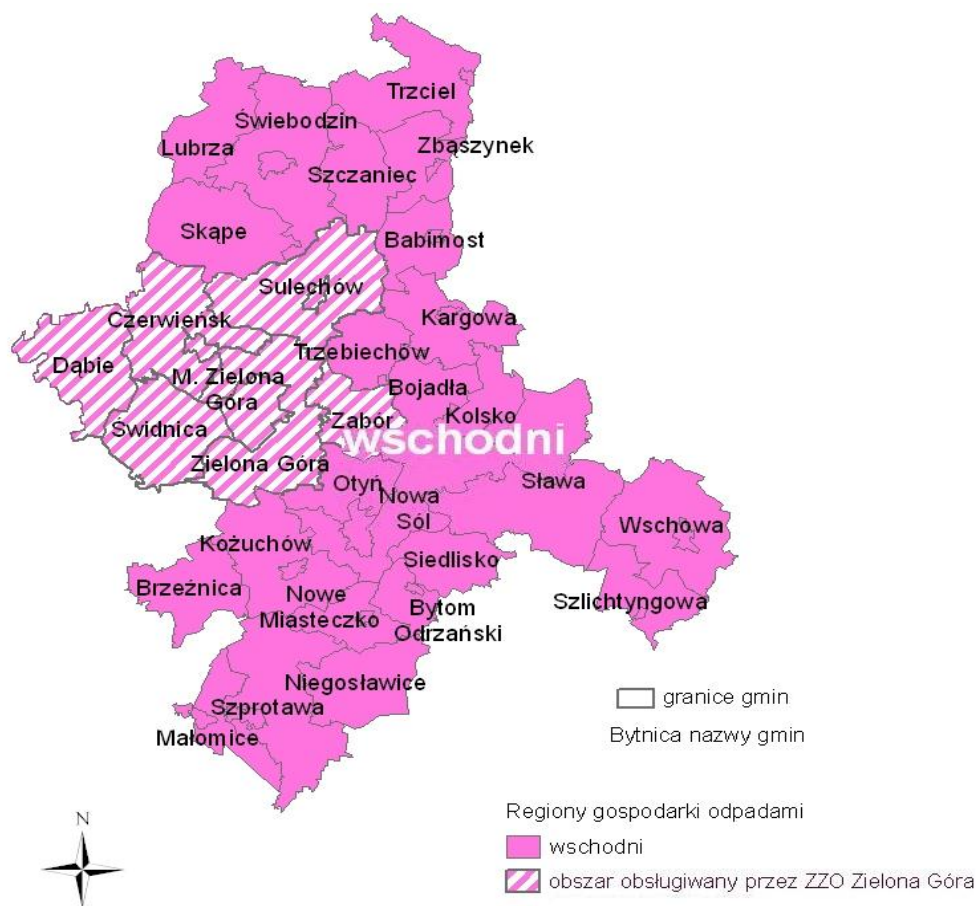 Trzciel
Świebodzin
Lubrza
Zbąszynek
Szczaniec
Skąpe
Babimost
Sulechów
Czerwieńsk
Kargowa
Trzebiechów
Dąbie
M. Zielona
Góra
Bojadła
Kolsko
Zabór
Świdnica
wschodni
Zielona Góra
Otyń
Sława
Nowa
Sól
Wschowa
Kożuchów
Siedlisko
Brzeźnica
Nowe
Miasteczko
Bytom
Odrzański
Szlichtyngowa
Niegosławice
Szprotawa
Małomice
granice gmin
Bytnica nazwy gmin
N
Regiony gospodarki odpadami
wschodni
obszar obsługiwany przez ZZO Zielona Góra